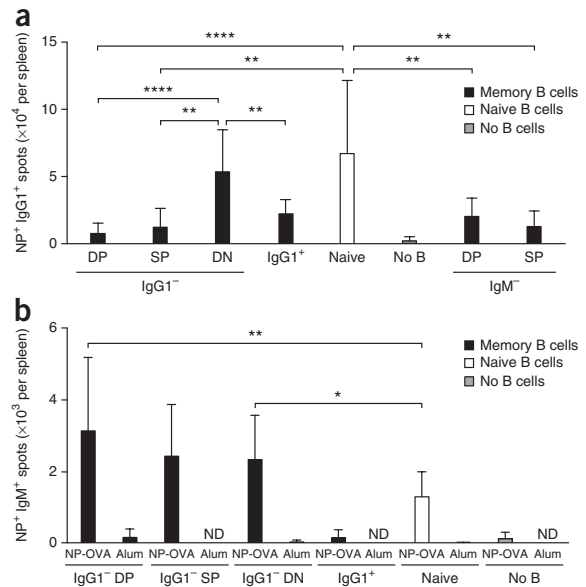 a
NP⁺ IgG1⁺ spots (×10⁴ per spleen)
15
10
5
0
**** **
** **
****
** **
Memory B cells
Naive B cells
No B cells
DP SP DN IgG1⁺ Naive No B DP SP
IgG1⁻ IgM⁻
b
NP⁺ IgM⁺ spots (×10³ per spleen)
6
4
2
0
**
*
Memory B cells
Naive B cells
No B cells
ND ND ND
NP-OVA Alum NP-OVA Alum NP-OVA Alum NP-OVA Alum NP-OVA Alum NP-OVA Alum
IgG1⁻ DP IgG1⁻ SP IgG1⁻ DN IgG1⁺ Naive No B